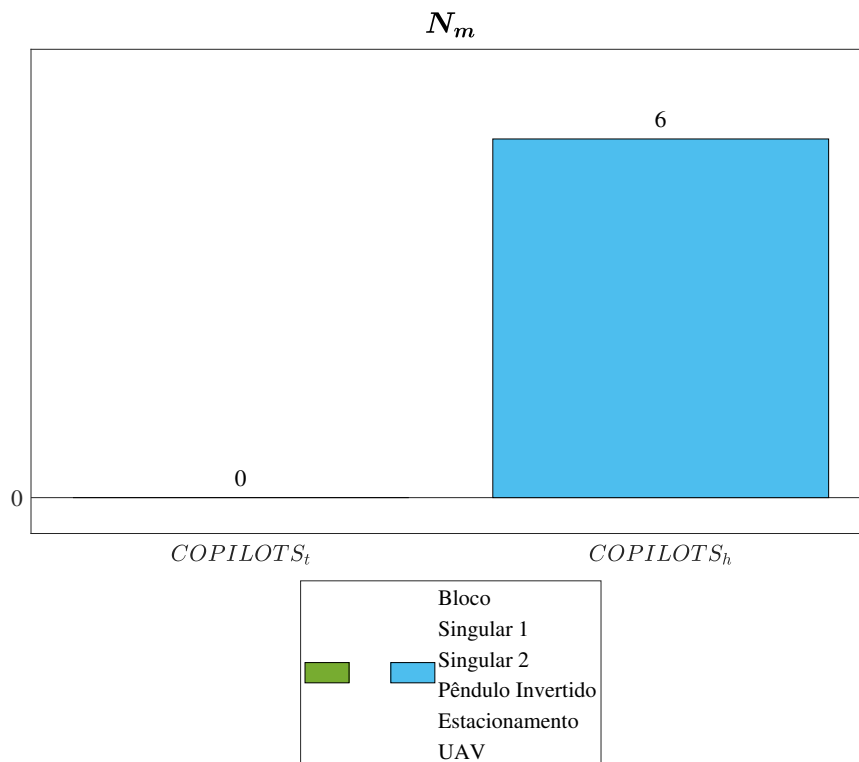 N_m
6
0
0
COPILOTS_t
COPILOTS_h
Bloco
Singular 1
Singular 2
Pêndulo Invertido
Estacionamento
UAV